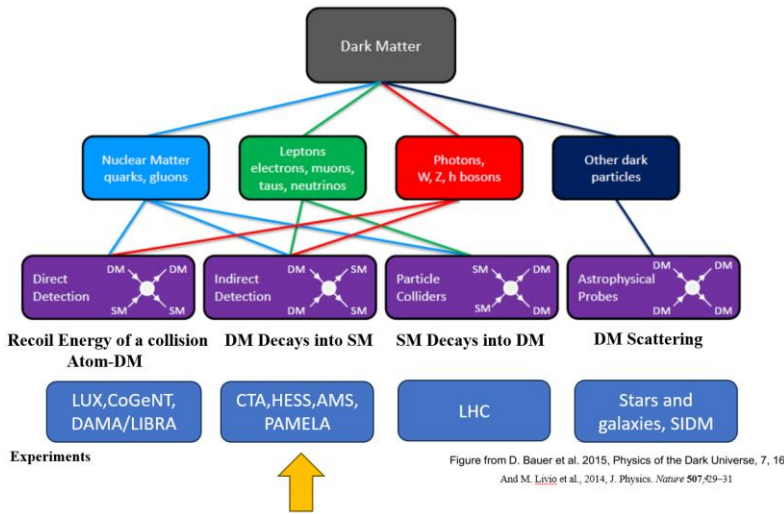 Dark Matter
Nuclear Matter
quarks, gluons
Leptons
electrons, muons,
taus, neutrinos
Photons,
W, Z, h bosons
Other dark
particles
Direct
Detection
DM
DM
SM
SM
Indirect
Detection
DM
SM
DM
SM
Particle
Colliders
SM
DM
SM
DM
Astrophysical
Probes
DM
DM
DM
DM
Recoil Energy of a collision
Atom-DM
DM Decays into SM
SM Decays into DM
DM Scattering
LUX,CoGeNT,
DAMA/LIBRA
CTA,HESS,AMS,
PAMELA
LHC
Stars and
galaxies, SIDM
Experiments
Figure from D. Bauer et al. 2015, Physics of the Dark Universe, 7, 16
And M. Livio et al., 2014, J. Physics. Nature 507, 29–31